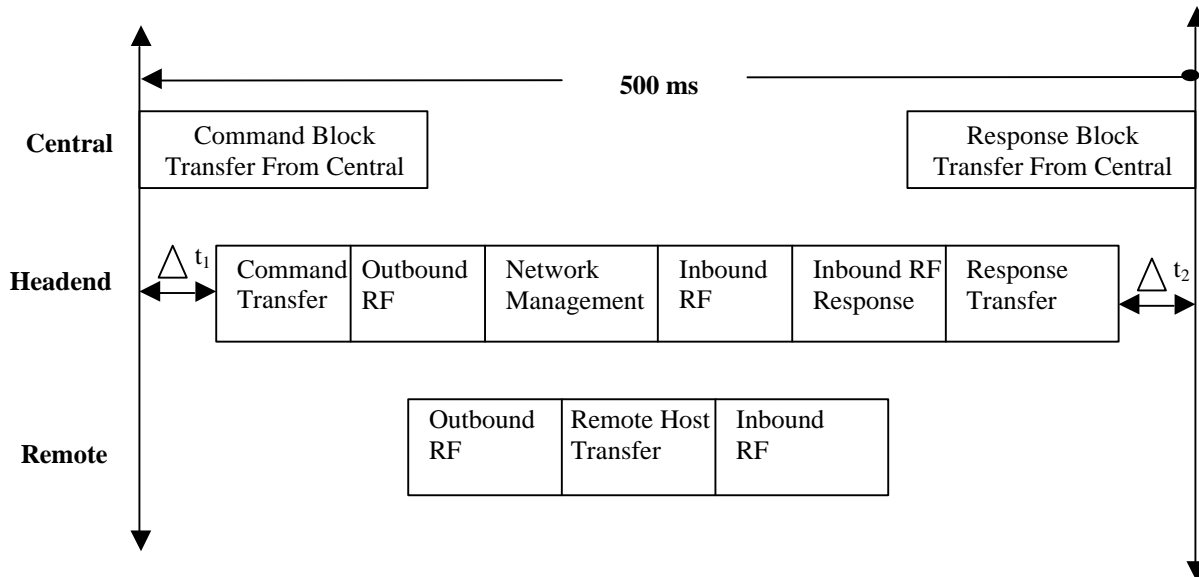 500 ms
Central
Command Block
Transfer From Central
Response Block
Transfer From Central
Headend
Δ t1
Command
Transfer
Outbound
RF
Network
Management
Inbound
RF
Inbound RF
Response
Response
Transfer
Δ t2
Remote
Outbound
RF
Remote Host
Transfer
Inbound
RF